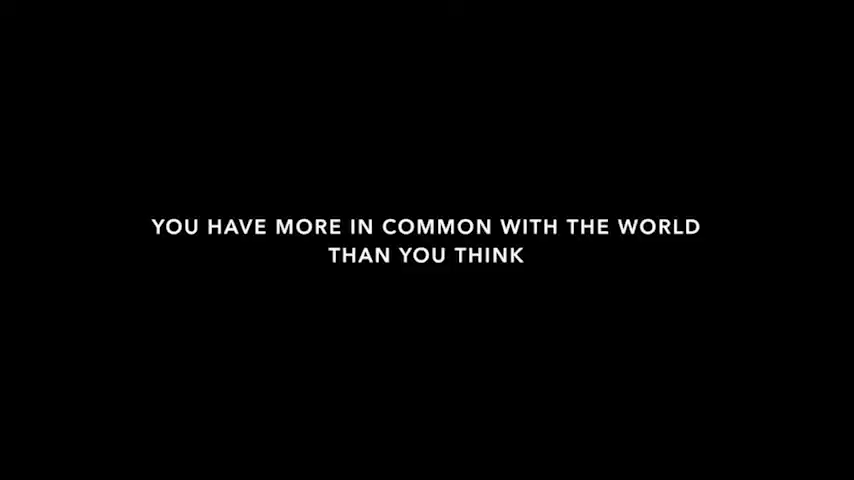 YOU HAVE MORE IN COMMON WITH THE WORLD
THAN YOU THINK